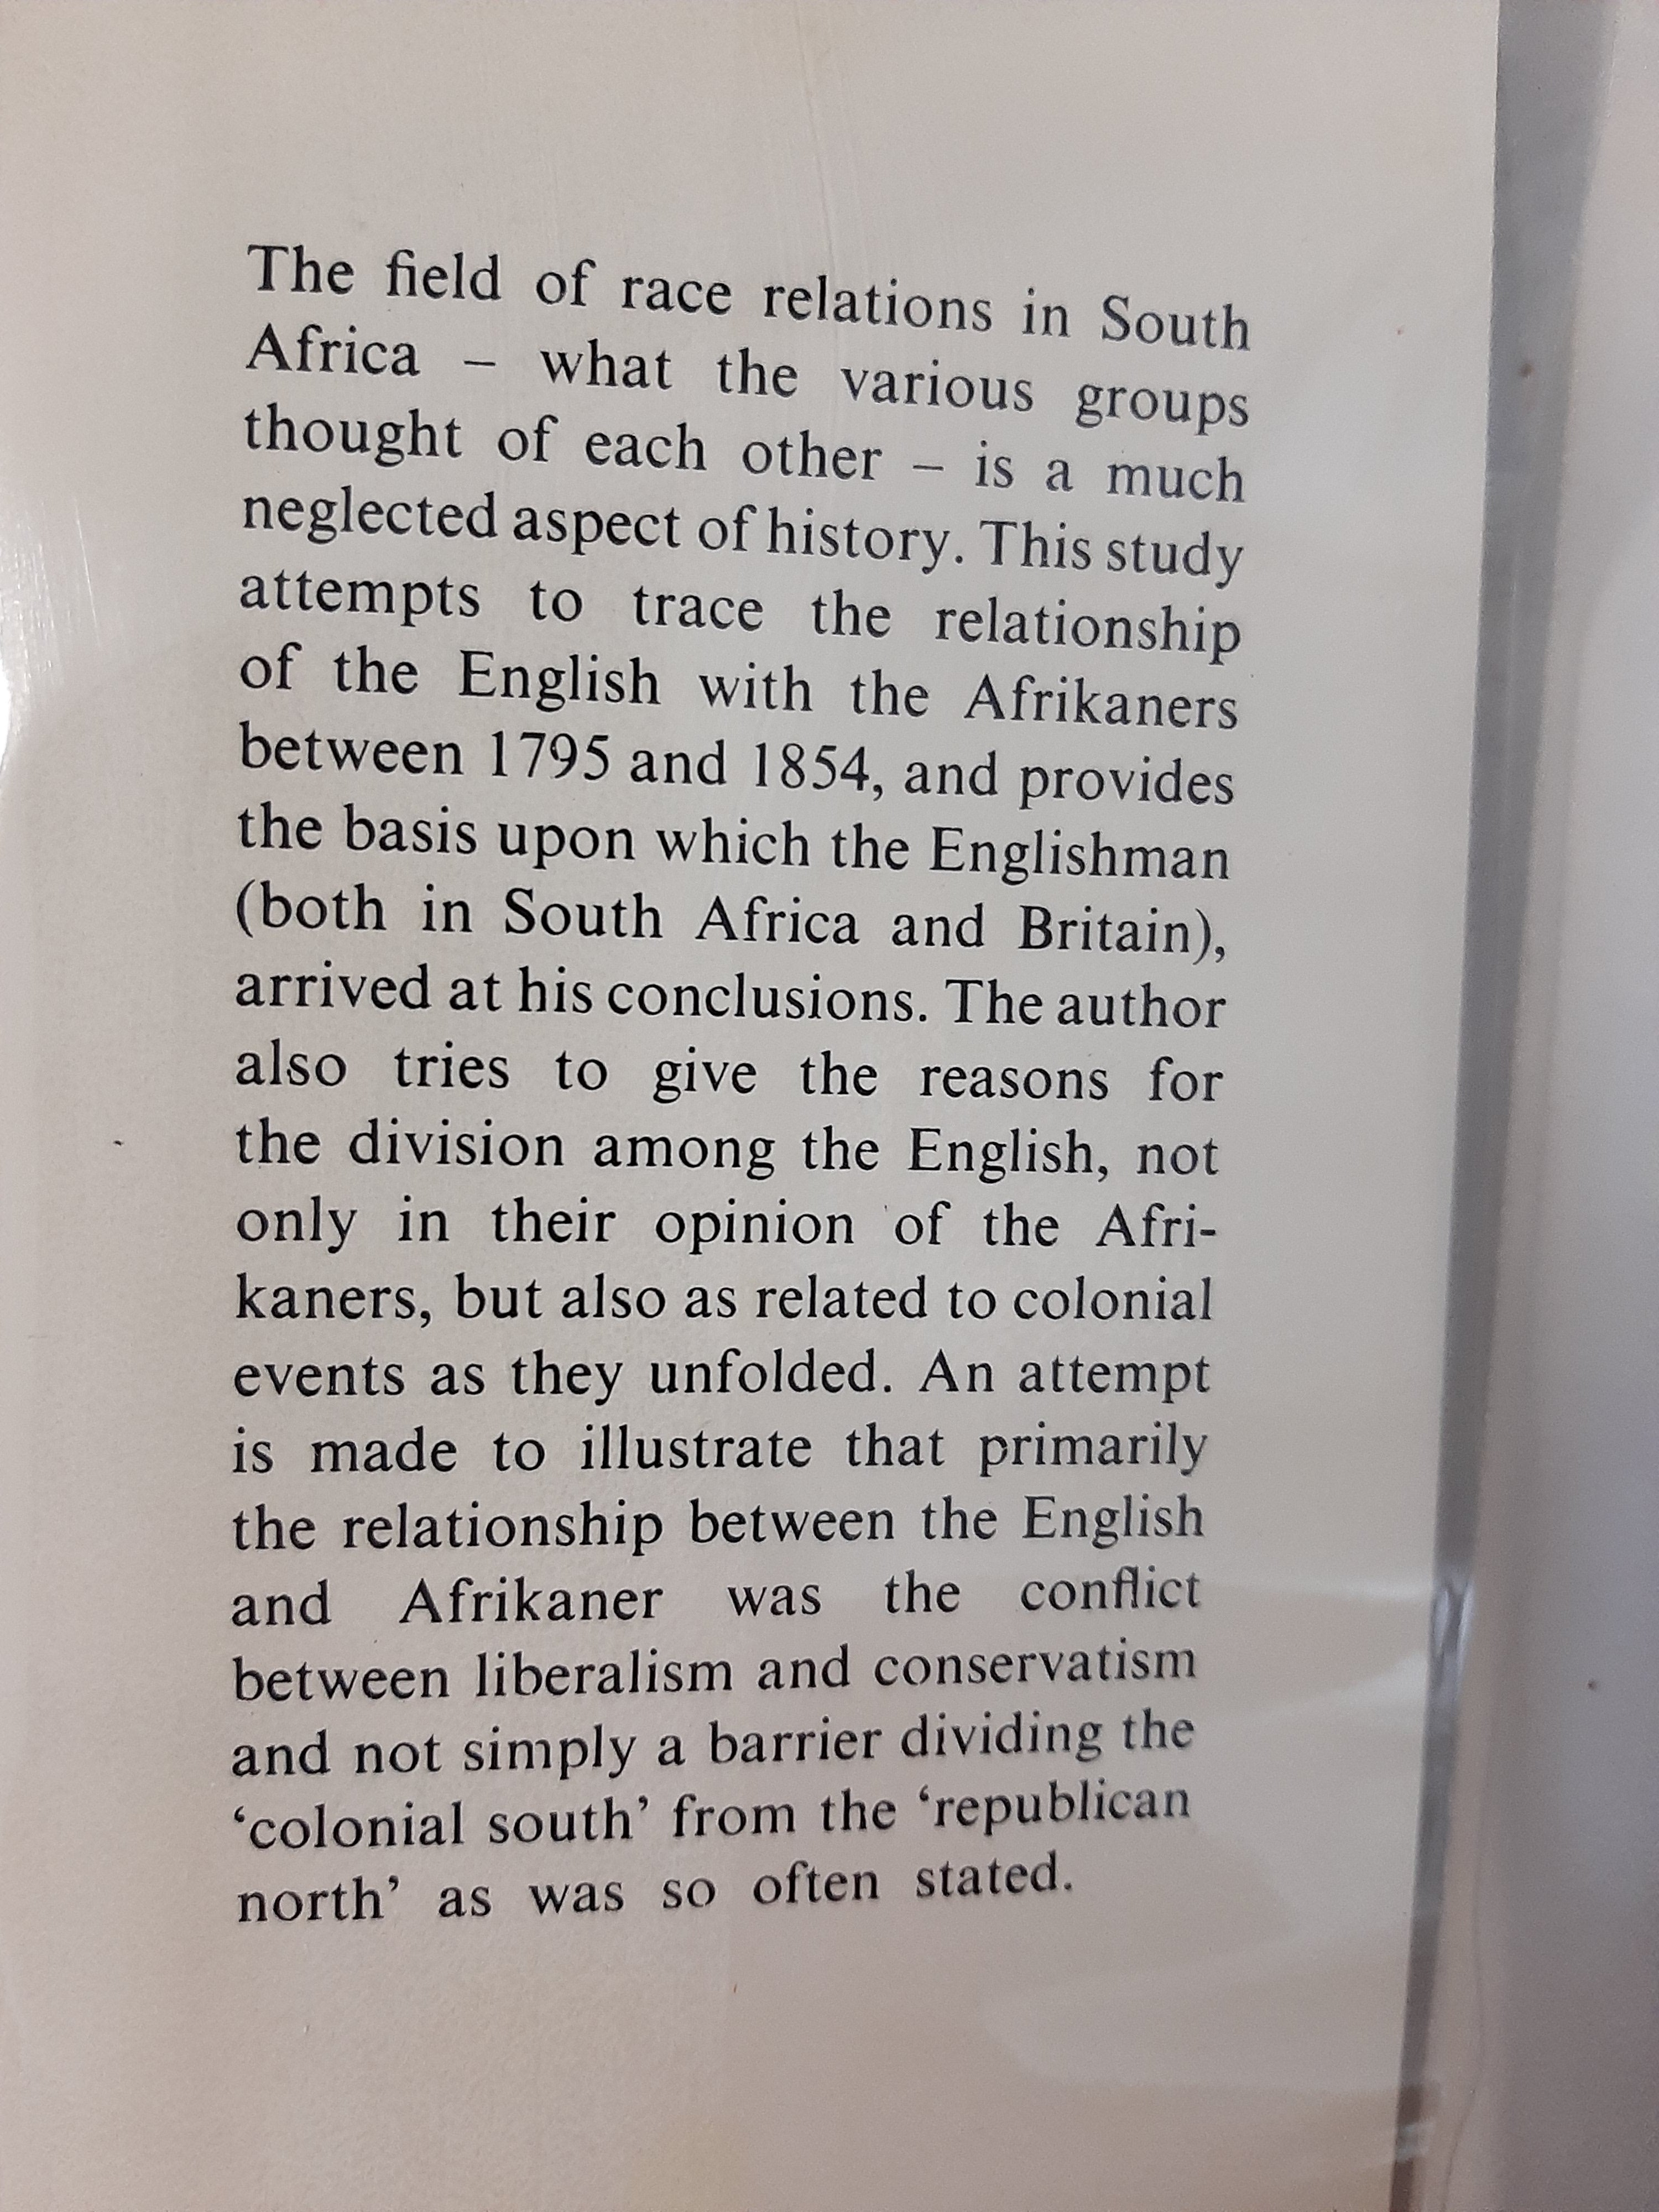 The field of race relations in South
Africa – what the various groups
thought of each other – is a much
neglected aspect of history. This study
attempts to trace the relationship
of the English with the Afrikaners
between 1795 and 1854, and provides
the basis upon which the Englishman
(both in South Africa and Britain),
arrived at his conclusions. The author
also tries to give the reasons for
the division among the English, not
only in their opinion of the Afri-
kaners, but also as related to colonial
events as they unfolded. An attempt
is made to illustrate that primarily
the relationship between the English
and Afrikaner was the conflict
between liberalism and conservatism
and not simply a barrier dividing the
‘colonial south’ from the ‘republican
north’ as was so often stated.